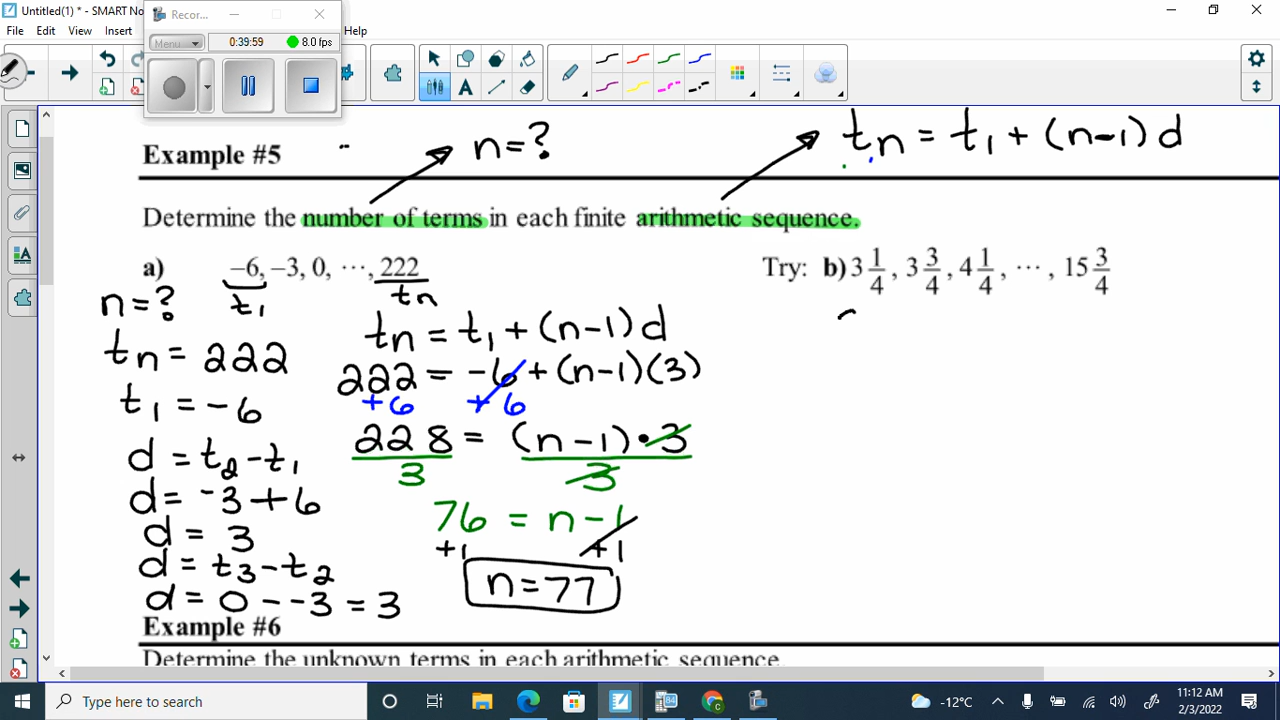 Untitled(1) * - SMART No
Recor...
File Edit View Insert Help
Menu 0:39:59 8.0 fps
Example #5
n=?
tn = t1 + (n-1) d
Determine the number of terms in each finite arithmetic sequence.
a) –6, –3, 0, ⋯, 222
t1 tn
Try: b) 3 1/4, 3 3/4, 4 1/4, ⋯, 15 3/4
n=?
tn = 222
t1 = -6
d = t2 - t1
d = -3 + 6
d = 3
d = t3 - t2
d = 0 - -3 = 3
tn = t1 + (n-1) d
222 = -6 + (n-1)(3)
+6 +6
228 = (n-1)•3
3 3
76 = n-1
+1 +1
n=77
Example #6
Determine the unknown terms in each arithmetic sequence.
Type here to search
-12°C
11:12 AM
2/3/2022